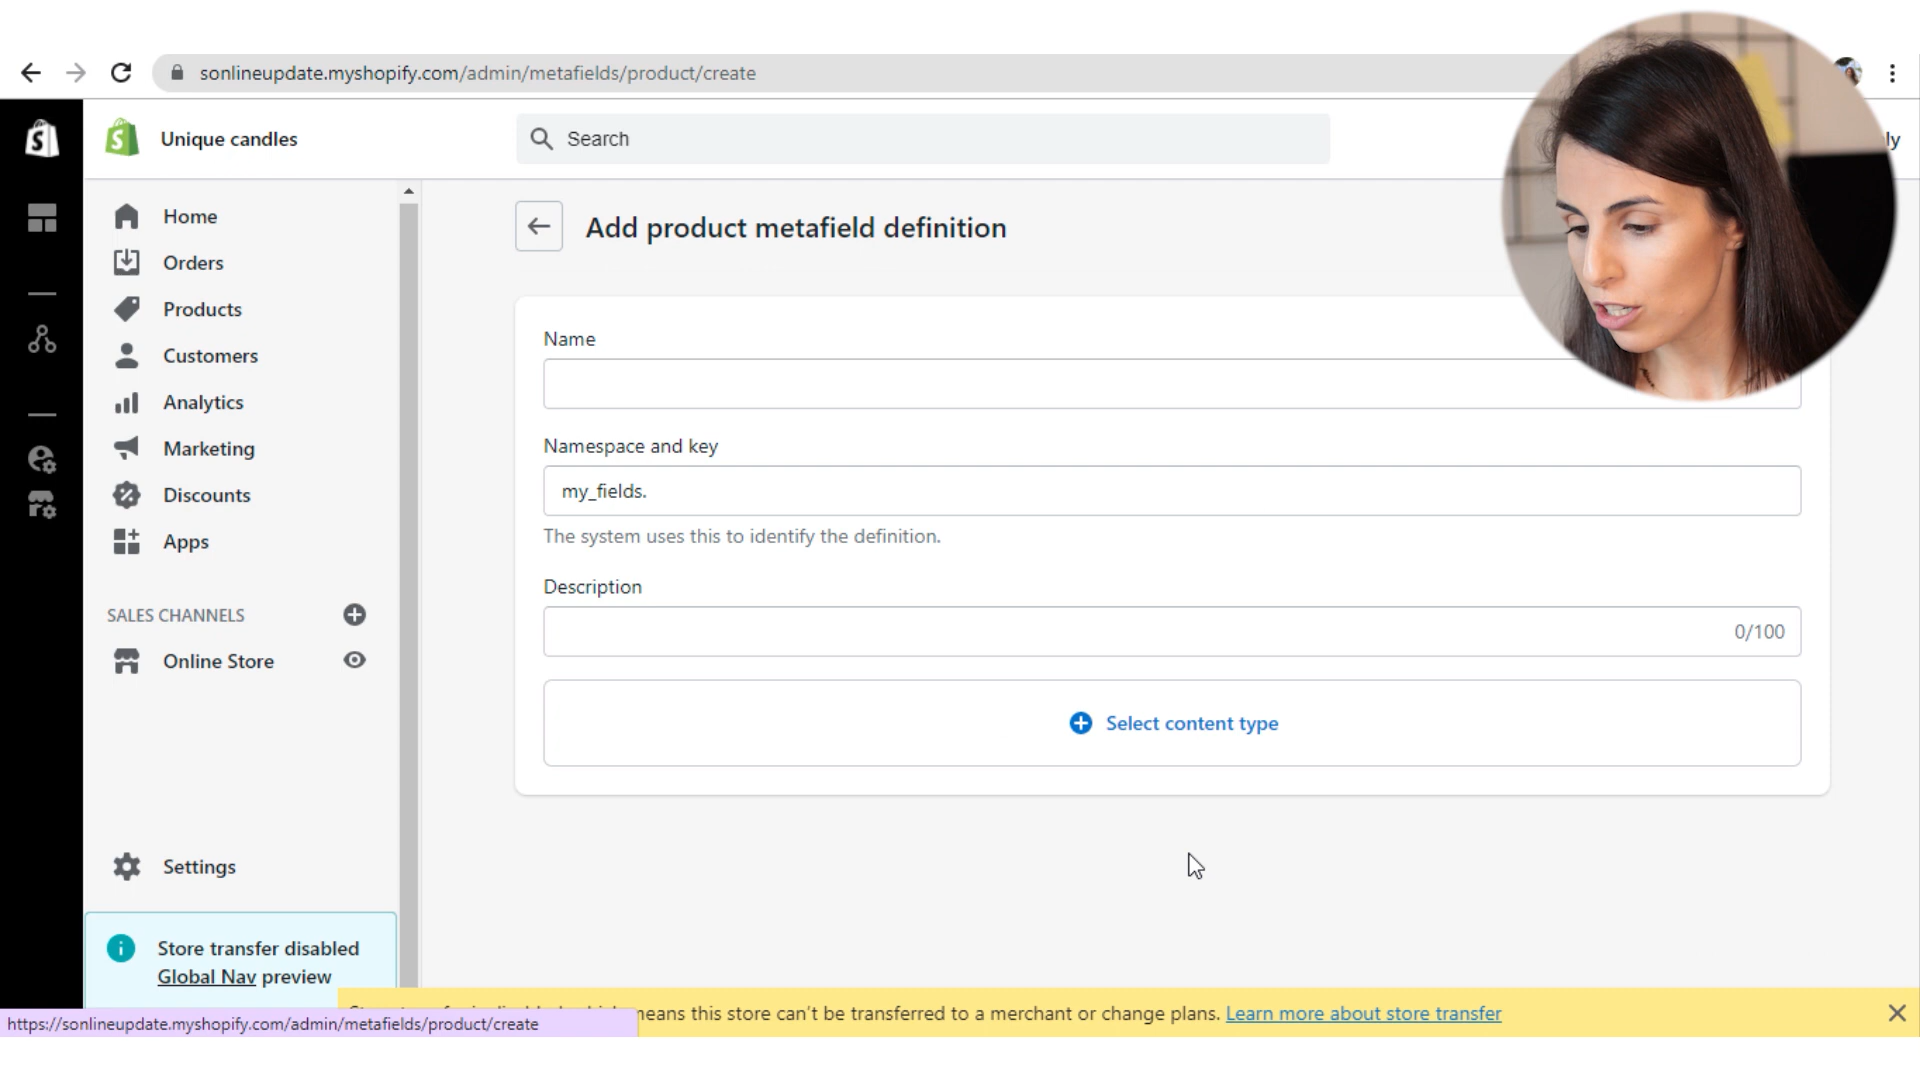 sonlineupdate.myshopify.com/admin/metafields/product/create
Unique candles
Search
ly
Home
Orders
Products
Customers
Analytics
Marketing
Discounts
Apps
SALES CHANNELS
Online Store
Settings
Store transfer disabled
Global Nav preview
Add product metafield definition
Name
Namespace and key
my_fields.
The system uses this to identify the definition.
Description
0/100
Select content type
means this store can't be transferred to a merchant or change plans. Learn more about store transfer
https://sonlineupdate.myshopify.com/admin/metafields/product/create